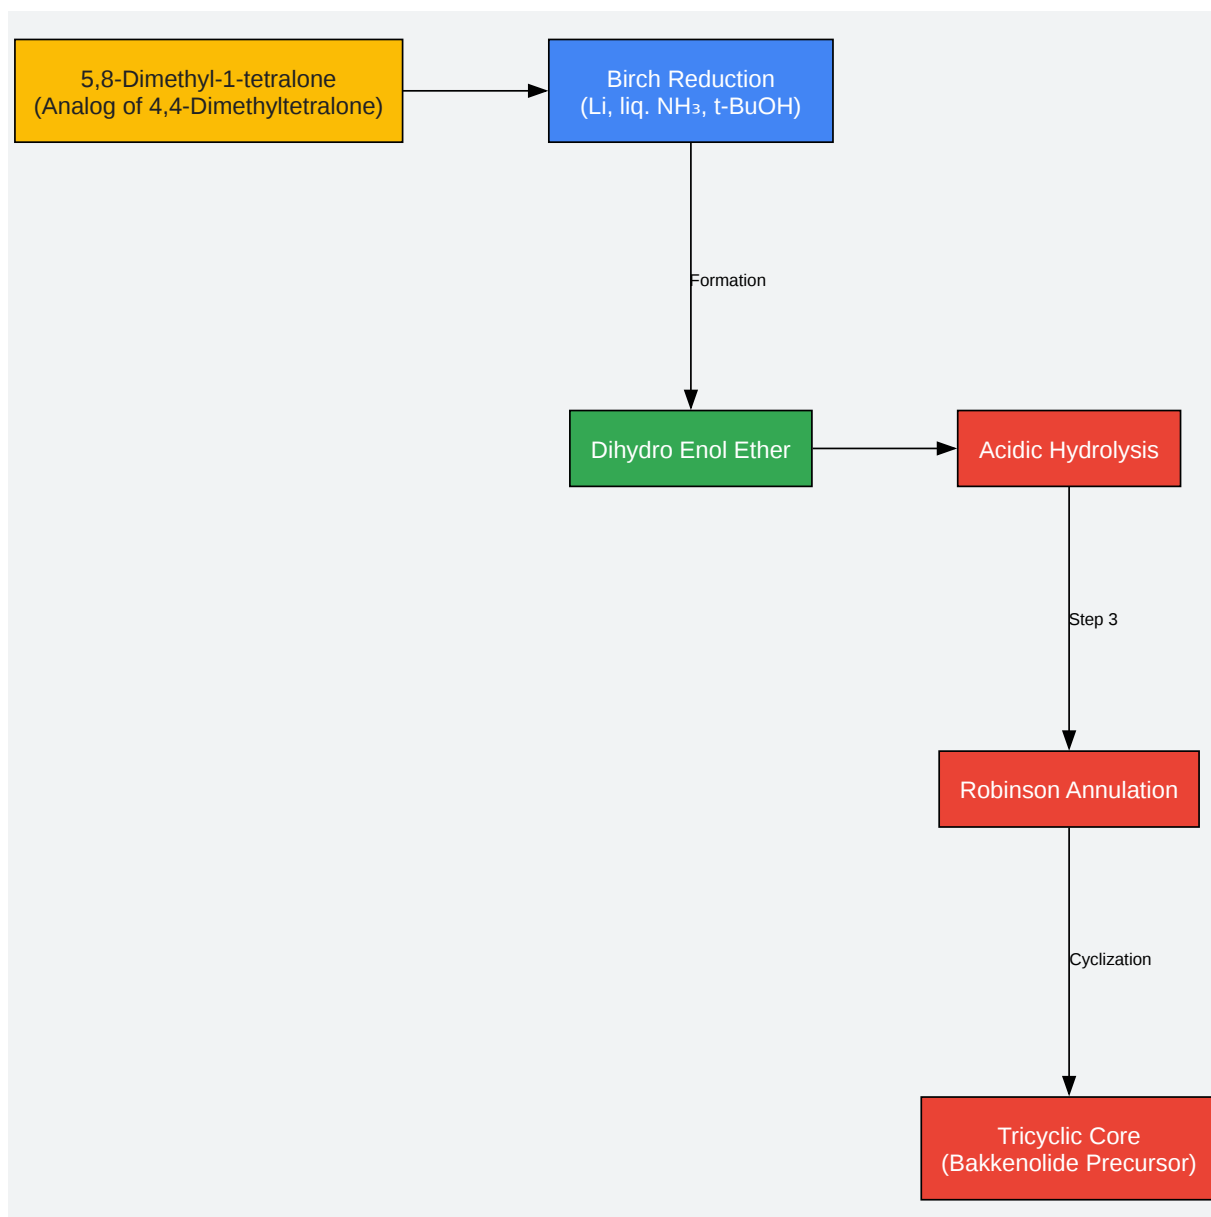 5,8-Dimethyl-1-tetralone
(Analog of 4,4-Dimethyltetralone)
Birch Reduction
(Li, liq. NH₃, t-BuOH)
Formation
Dihydro Enol Ether
Acidic Hydrolysis
Step 3
Robinson Annulation
Cyclization
Tricyclic Core
(Bakkenolide Precursor)